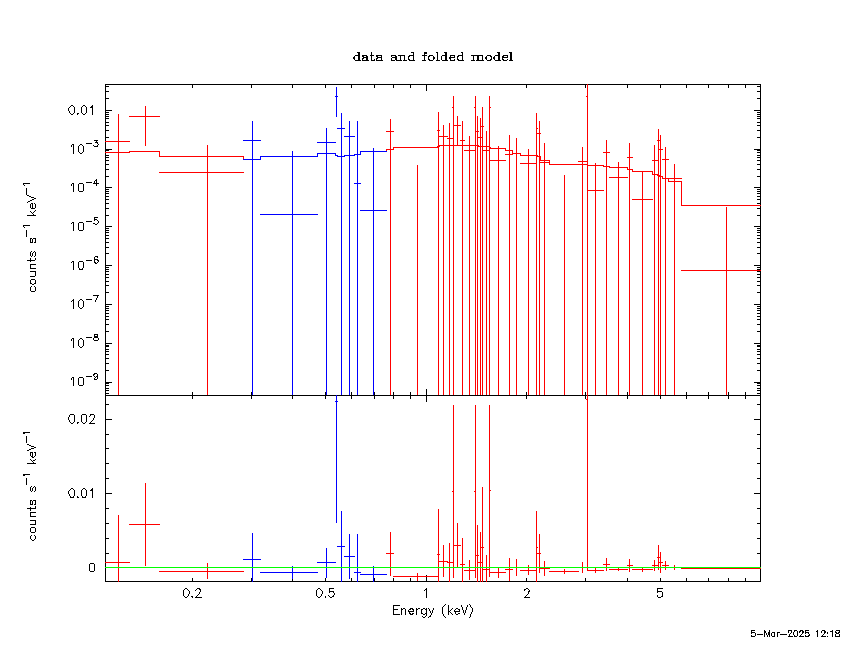 data and folded model
0.01
10−3
10−4
10−5
10−6
10−7
10−8
10−9
counts s−1 keV−1
0.02
0.01
0
counts s−1 keV−1
0.2 0.5 1 2 5
Energy (keV)
5-Mar-2025 12:18